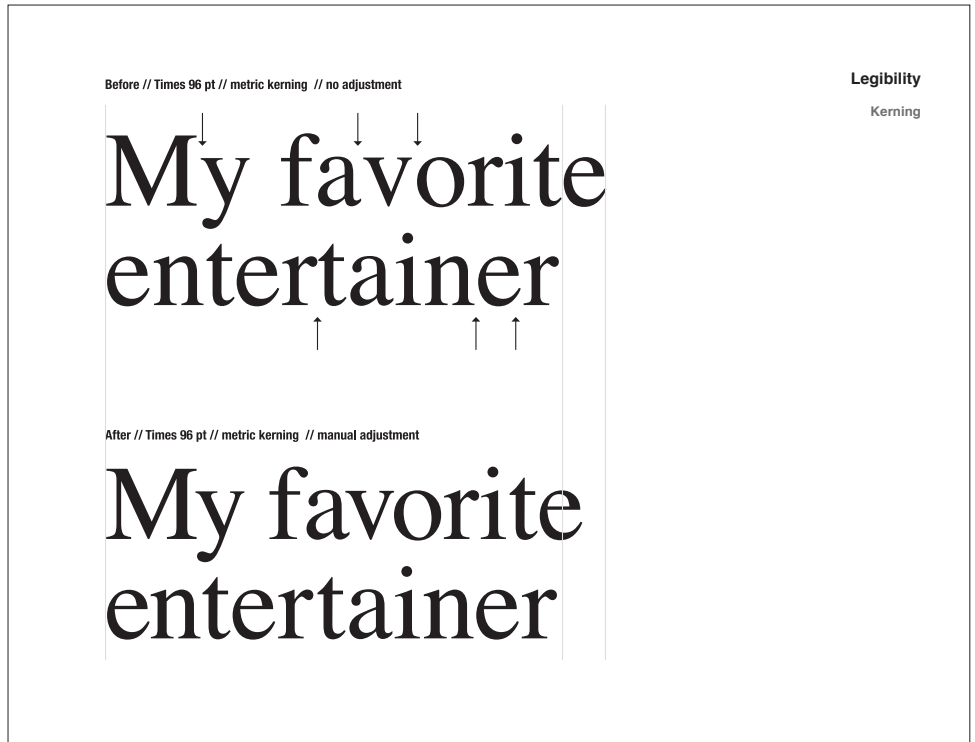 Before // Times 96 pt // metric kerning // no adjustment
Legibility
Kerning
My favorite
entertainer
After // Times 96 pt // metric kerning // manual adjustment
My favorite
entertainer